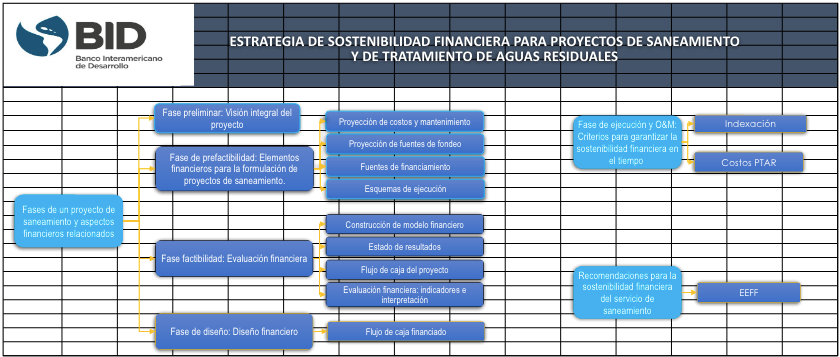 BID
Banco Interamericano
de Desarrollo
ESTRATEGIA DE SOSTENIBILIDAD FINANCIERA PARA PROYECTOS DE SANEAMIENTO
Y DE TRATAMIENTO DE AGUAS RESIDUALES
Fases de un proyecto de
saneamiento y aspectos
financieros relacionados
Fase preliminar: Visión integral del
proyecto
Fase de prefactibilidad: Elementos
financieros para la formulación de
proyectos de saneamiento.
Proyección de costos y mantenimiento
Proyección de fuentes de fondeo
Fuentes de financiamiento
Esquemas de ejecución
Fase factibilidad: Evaluación financiera
Construcción de modelo financiero
Estado de resultados
Flujo de caja del proyecto
Evaluación financiera: indicadores e
interpretación
Fase de diseño: Diseño financiero
Flujo de caja financiado
Fase de ejecución y O&M:
Criterios para garantizar la
sostenibilidad financiera en
el tiempo
Indexación
Costos PTAR
Recomendaciones para la
sostenibilidad financiera
del servicio de
saneamiento
EEFF